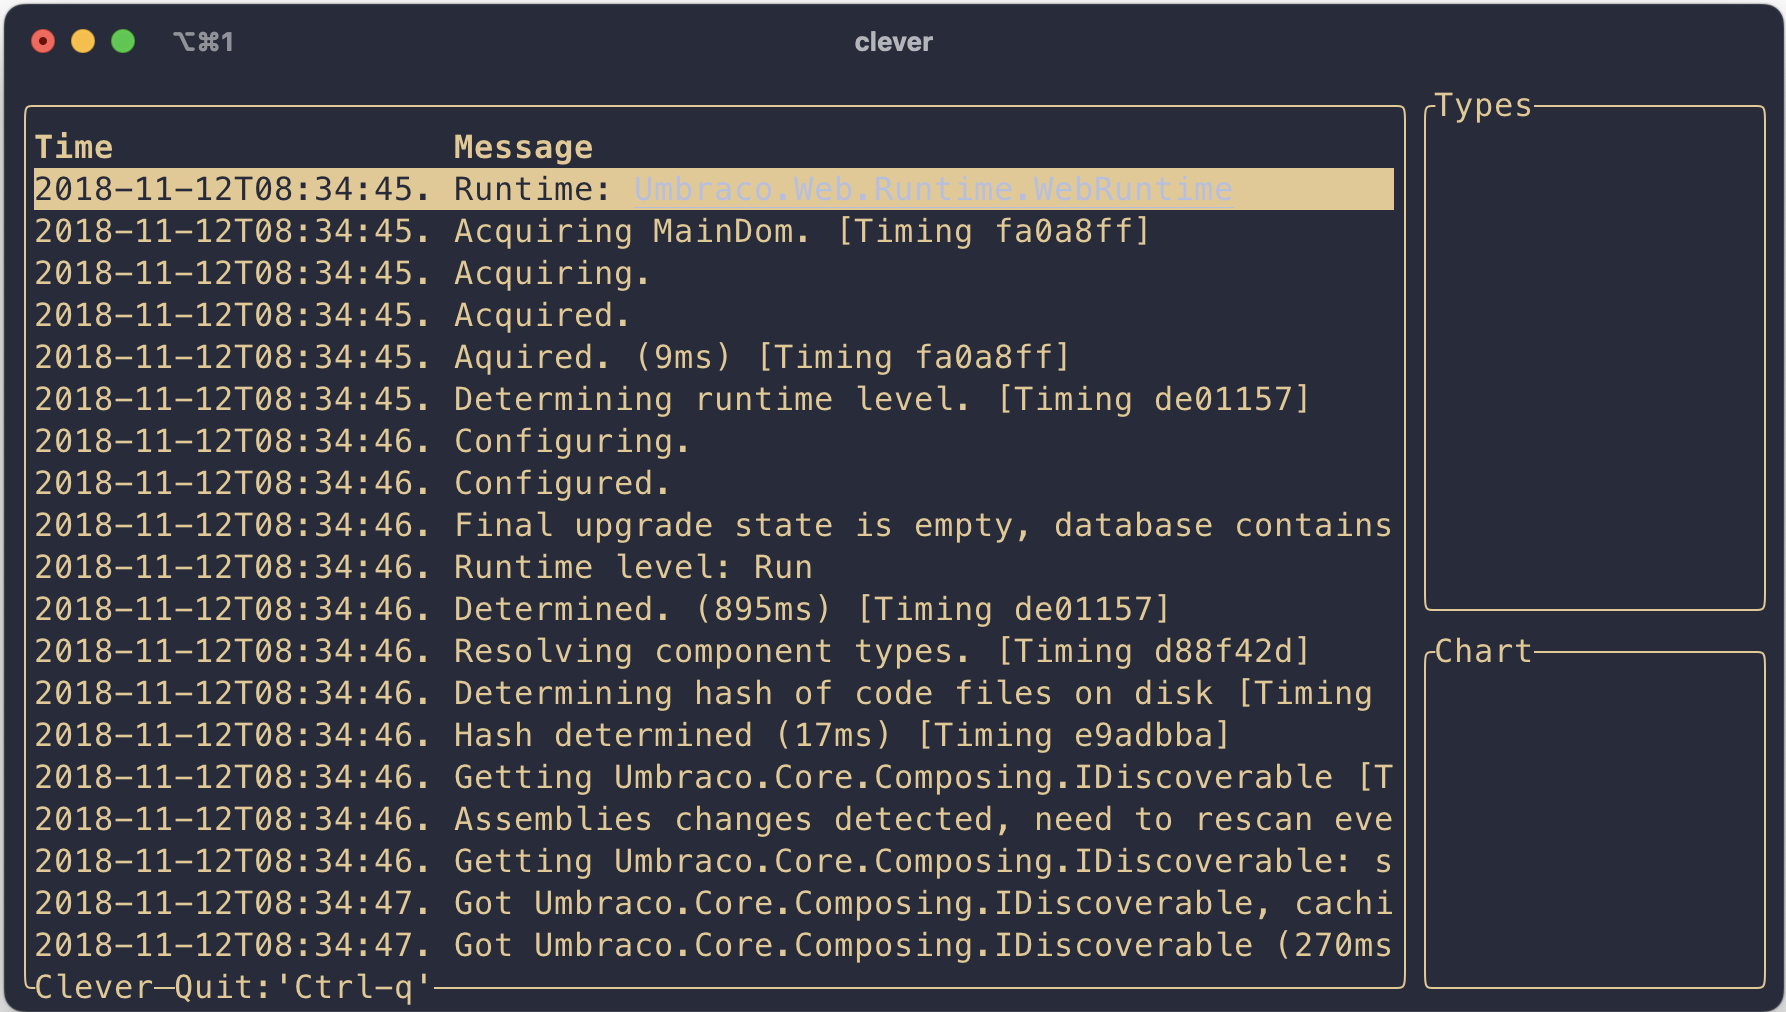 ⌥⌘1
clever
Time Message
2018-11-12T08:34:45. Runtime: Umbraco.Web.Runtime.WebRuntime
2018-11-12T08:34:45. Acquiring MainDom. [Timing fa0a8ff]
2018-11-12T08:34:45. Acquiring.
2018-11-12T08:34:45. Acquired.
2018-11-12T08:34:45. Aquired. (9ms) [Timing fa0a8ff]
2018-11-12T08:34:45. Determining runtime level. [Timing de01157]
2018-11-12T08:34:46. Configuring.
2018-11-12T08:34:46. Configured.
2018-11-12T08:34:46. Final upgrade state is empty, database contains
2018-11-12T08:34:46. Runtime level: Run
2018-11-12T08:34:46. Determined. (895ms) [Timing de01157]
2018-11-12T08:34:46. Resolving component types. [Timing d88f42d]
2018-11-12T08:34:46. Determining hash of code files on disk [Timing
2018-11-12T08:34:46. Hash determined (17ms) [Timing e9adbba]
2018-11-12T08:34:46. Getting Umbraco.Core.Composing.IDiscoverable [T
2018-11-12T08:34:46. Assemblies changes detected, need to rescan eve
2018-11-12T08:34:46. Getting Umbraco.Core.Composing.IDiscoverable: s
2018-11-12T08:34:47. Got Umbraco.Core.Composing.IDiscoverable, cachi
2018-11-12T08:34:47. Got Umbraco.Core.Composing.IDiscoverable (270ms
Clever—Quit:'Ctrl-q'
Types
Chart